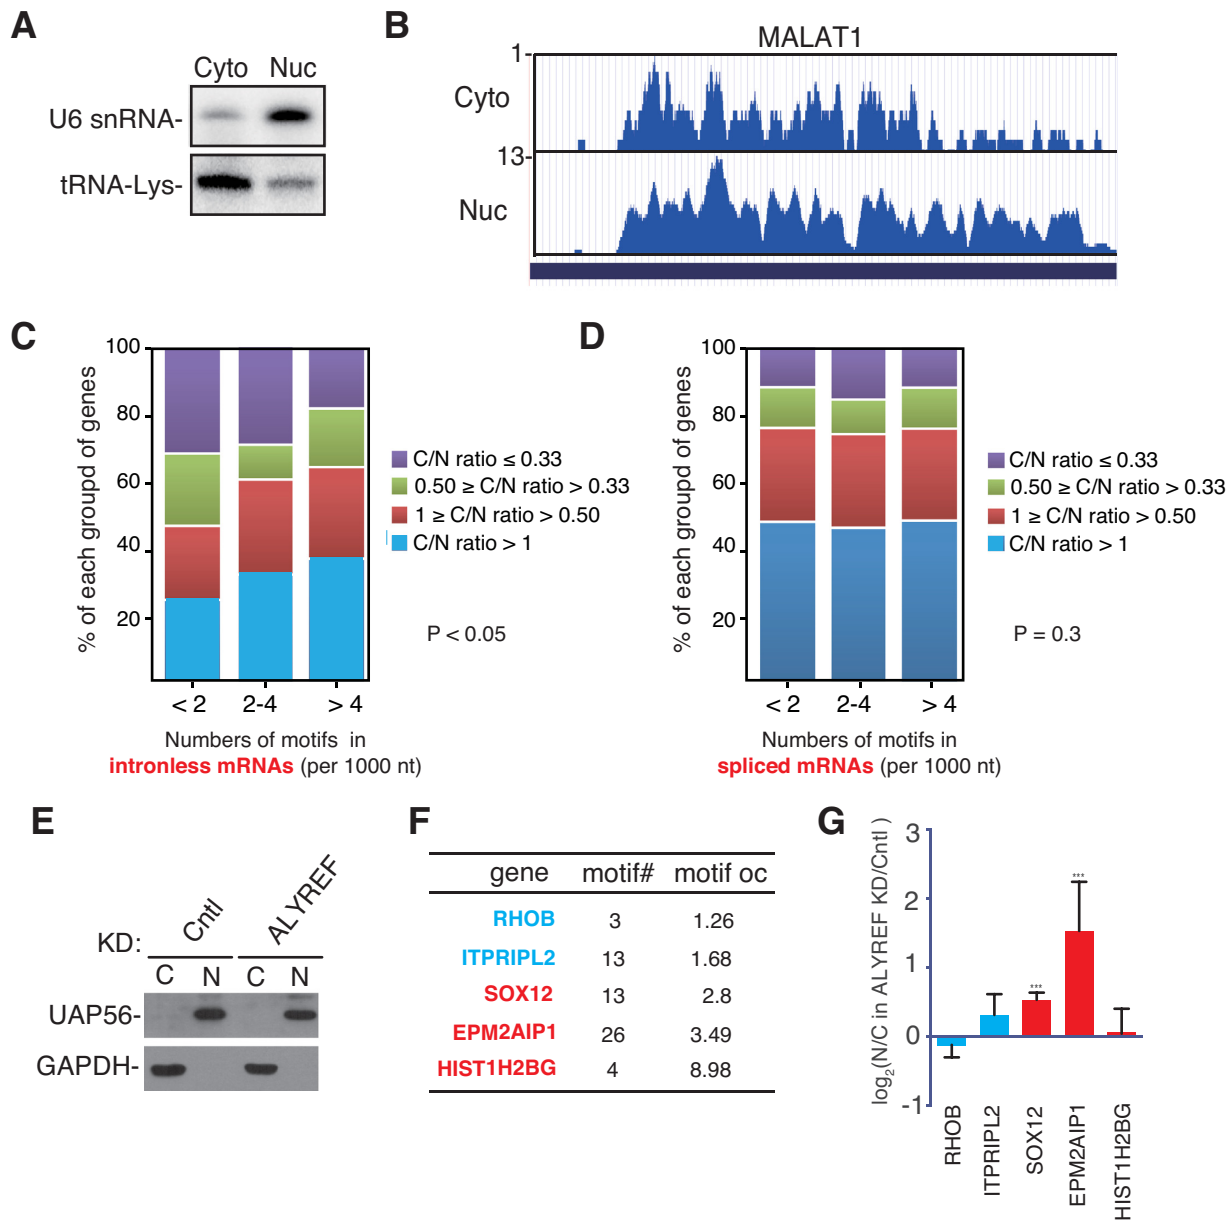 A
Cyto Nuc
U6 snRNA-
tRNA-Lys-
B
MALAT1
1-
Cyto
13-
Nuc
C
% of each groupd of genes
100
80
60
40
20
< 2 2-4 > 4
Numbers of motifs in
intronless mRNAs (per 1000 nt)
C/N ratio ≤ 0.33
0.50 ≥ C/N ratio > 0.33
1 ≥ C/N ratio > 0.50
C/N ratio > 1
P < 0.05
D
% of each groupd of genes
100
80
60
40
20
< 2 2-4 > 4
Numbers of motifs in
spliced mRNAs (per 1000 nt)
C/N ratio ≤ 0.33
0.50 ≥ C/N ratio > 0.33
1 ≥ C/N ratio > 0.50
C/N ratio > 1
P = 0.3
E
KD: Cntl ALYREF
C N C N
UAP56-
GAPDH-
F
gene motif# motif oc
RHOB 3 1.26
ITPRIPL2 13 1.68
SOX12 13 2.8
EPM2AIP1 26 3.49
HIST1H2BG 4 8.98
G
log₂(N/C in ALYREF KD/Cntl )
3
2
1
0
-1
***
***
RHOB
ITPRIPL2
SOX12
EPM2AIP1
HIST1H2BG